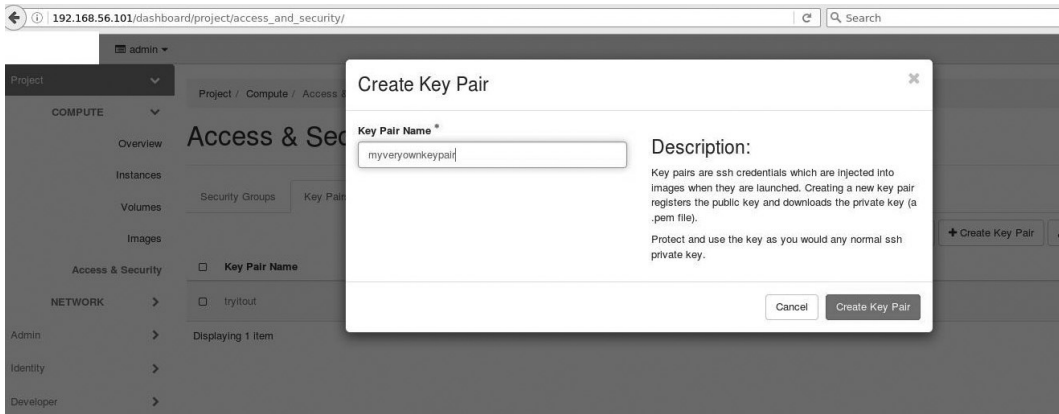 192.168.56.101/dashboard/project/access_and_security/
Search
admin
Project
COMPUTE
Overview
Instances
Volumes
Images
Access & Security
NETWORK
Admin
Identity
Developer
Project / Compute / Access &
Access & Sec
Security Groups
Key Pair
+ Create Key Pair
Key Pair Name
tryitout
Displaying 1 item
Create Key Pair
Key Pair Name *
myveryownkeypair
Description:
Key pairs are ssh credentials which are injected into
images when they are launched. Creating a new key pair
registers the public key and downloads the private key (a
.pem file).
Protect and use the key as you would any normal ssh
private key.
Cancel
Create Key Pair